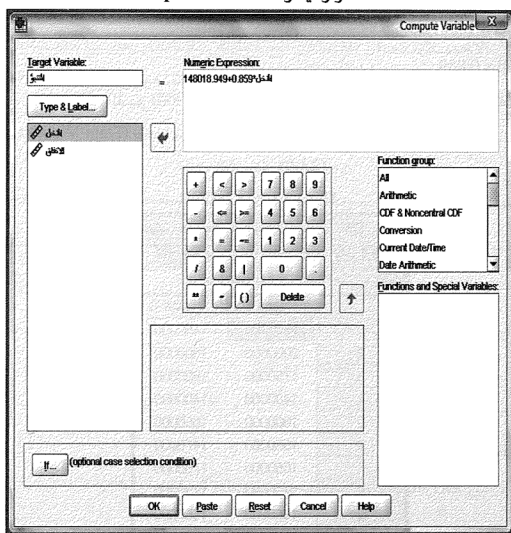 Compute Variable
Target Variable:
التنبؤ
Type & Label...
الدخل
الانفاق
=
Numeric Expression:
148018.949+0.859*الدخل
+ < > 7 8 9
- <= >= 4 5 6
* = ~= 1 2 3
/ & | 0 .
** ~ () Delete
Function group:
All
Arithmetic
CDF & Noncentral CDF
Conversion
Current Date/Time
Date Arithmetic
Functions and Special Variables:
If... (optional case selection condition)
OK Paste Reset Cancel Help